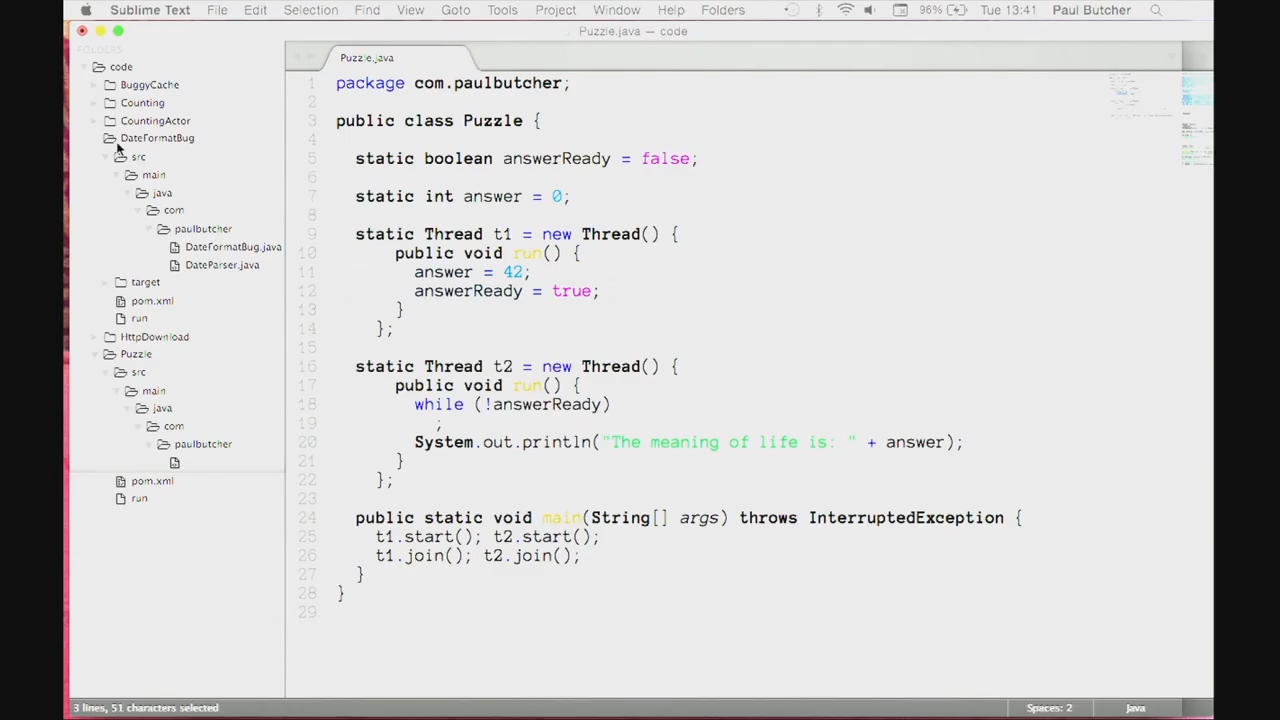 Sublime Text File Edit Selection Find View Goto Tools Project Window Help Folders 96% Tue 13:41 Paul Butcher
Puzzle.java — code
FOLDERS
code
BuggyCache
Counting
CountingActor
DateFormatBug
src
main
java
com
paulbutcher
DateFormatBug.java
DateParser.java
target
pom.xml
run
HttpDownload
Puzzle
src
main
java
com
paulbutcher
pom.xml
run
Puzzle.java
1 package com.paulbutcher;
2
3 public class Puzzle {
4
5 static boolean answerReady = false;
6
7 static int answer = 0;
8
9 static Thread t1 = new Thread() {
10 public void run() {
11 answer = 42;
12 answerReady = true;
13 }
14 };
15
16 static Thread t2 = new Thread() {
17 public void run() {
18 while (!answerReady)
19 ;
20 System.out.println("The meaning of life is: " + answer);
21 }
22 };
23
24 public static void main(String[] args) throws InterruptedException {
25 t1.start(); t2.start();
26 t1.join(); t2.join();
27 }
28 }
29
3 lines, 51 characters selected
Spaces: 2
Java